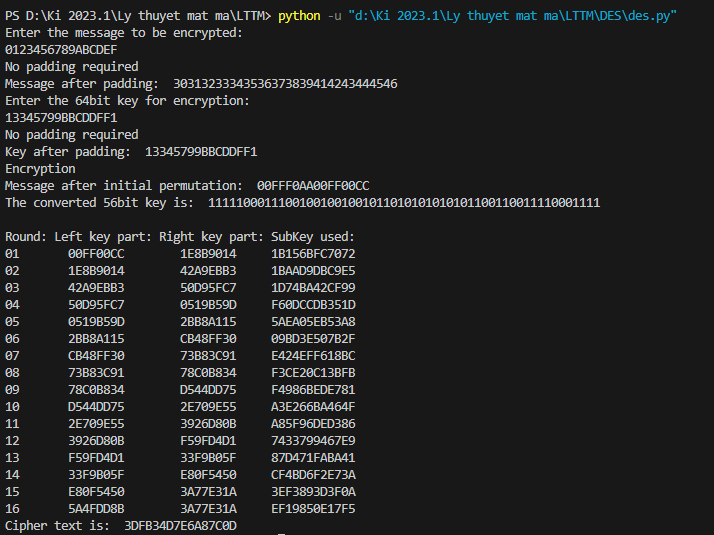 PS D:\Ki 2023.1\Ly thuyet mat ma\LTTM> python -u "d:\Ki 2023.1\Ly thuyet mat ma\LTTM\DES\des.py"
Enter the message to be encrypted:
0123456789ABCDEF
No padding required
Message after padding:  30313233343536373839414243444546
Enter the 64bit key for encryption:
13345799BBCDDFF1
No padding required
Key after padding:  13345799BBCDDFF1
Encryption
Message after initial permutation:  00FFF0AA00FF00CC
The converted 56bit key is:  11111000111001001001001011010101010101100110011110001111

Round: Left key part: Right key part: SubKey used:
01 00FF00CC 1E8B9014 1B156BFC7072
02 1E8B9014 42A9EBB3 1BAAD9DBC9E5
03 42A9EBB3 50D95FC7 1D74BA42CF99
04 50D95FC7 0519B59D F60DCCDB351D
05 0519B59D 2BB8A115 5AEA05EB53A8
06 2BB8A115 CB48FF30 09BD3E507B2F
07 CB48FF30 73B83C91 E424EFF618BC
08 73B83C91 78C0B834 F3CE20C13BFB
09 78C0B834 D544DD75 F4986BEDE781
10 D544DD75 2E709E55 A3E266BA464F
11 2E709E55 3926D80B A85F96DED386
12 3926D80B F59FD4D1 7433799467E9
13 F59FD4D1 33F9B05F 87D471FABA41
14 33F9B05F E80F5450 CF4BD6F2E73A
15 E80F5450 3A77E31A 3EF3893D3F0A
16 5A4FDD8B 3A77E31A EF19850E17F5
Cipher text is:  3DFB34D7E6A87C0D